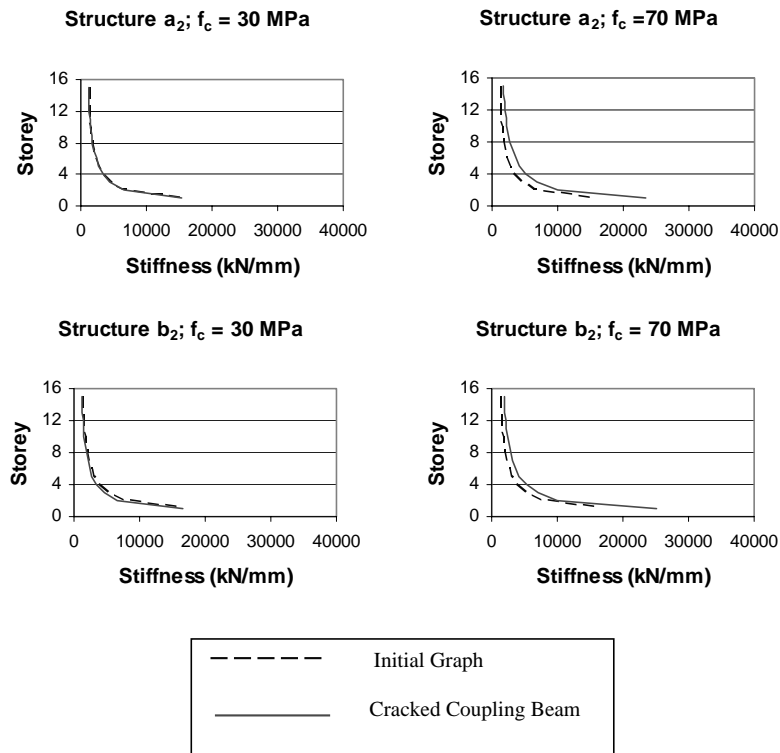 Structure a₂; f_c = 30 MPa
Storey
16
12
8
4
0
0 10000 20000 30000 40000
Stiffness (kN/mm)
Structure a₂; f_c =70 MPa
Storey
16
12
8
4
0
0 10000 20000 30000 40000
Stiffness (kN/mm)
Structure b₂; f_c = 30 MPa
Storey
16
12
8
4
0
0 10000 20000 30000 40000
Stiffness (kN/mm)
Structure b₂; f_c = 70 MPa
Storey
16
12
8
4
0
0 10000 20000 30000 40000
Stiffness (kN/mm)
Initial Graph
Cracked Coupling Beam